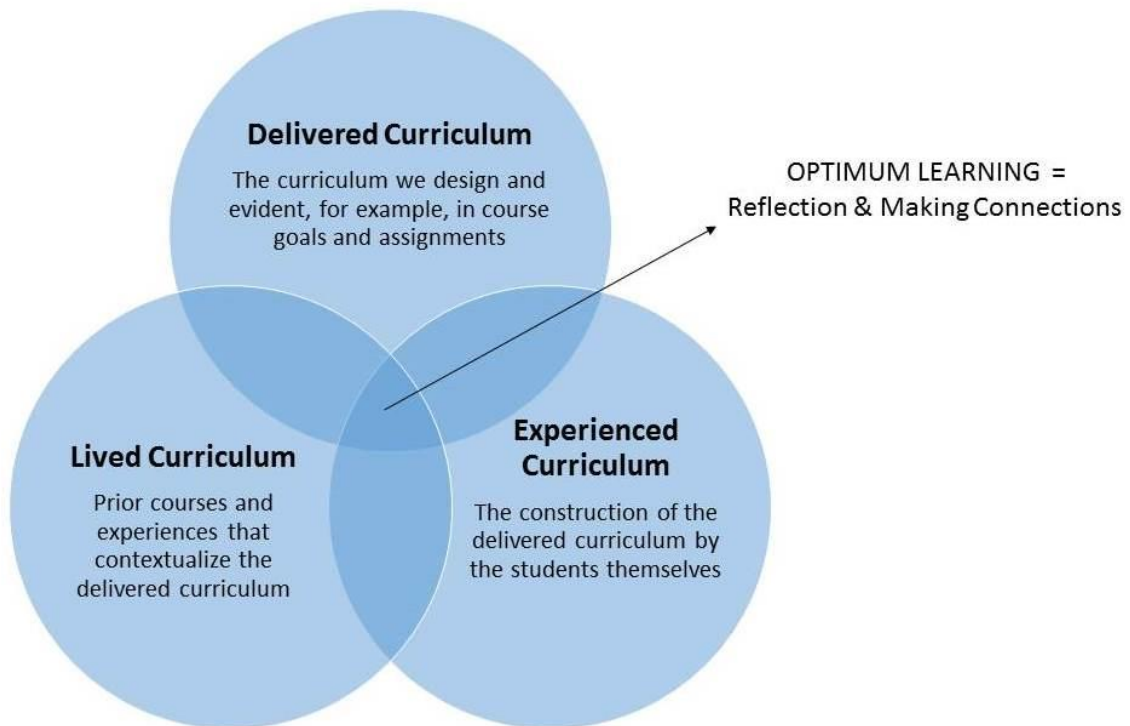 Delivered Curriculum
The curriculum we design and
evident, for example, in course
goals and assignments
OPTIMUM LEARNING =
Reflection & Making Connections
Lived Curriculum
Prior courses and
experiences that
contextualize the
delivered curriculum
Experienced
Curriculum
The construction of the
delivered curriculum by
the students themselves